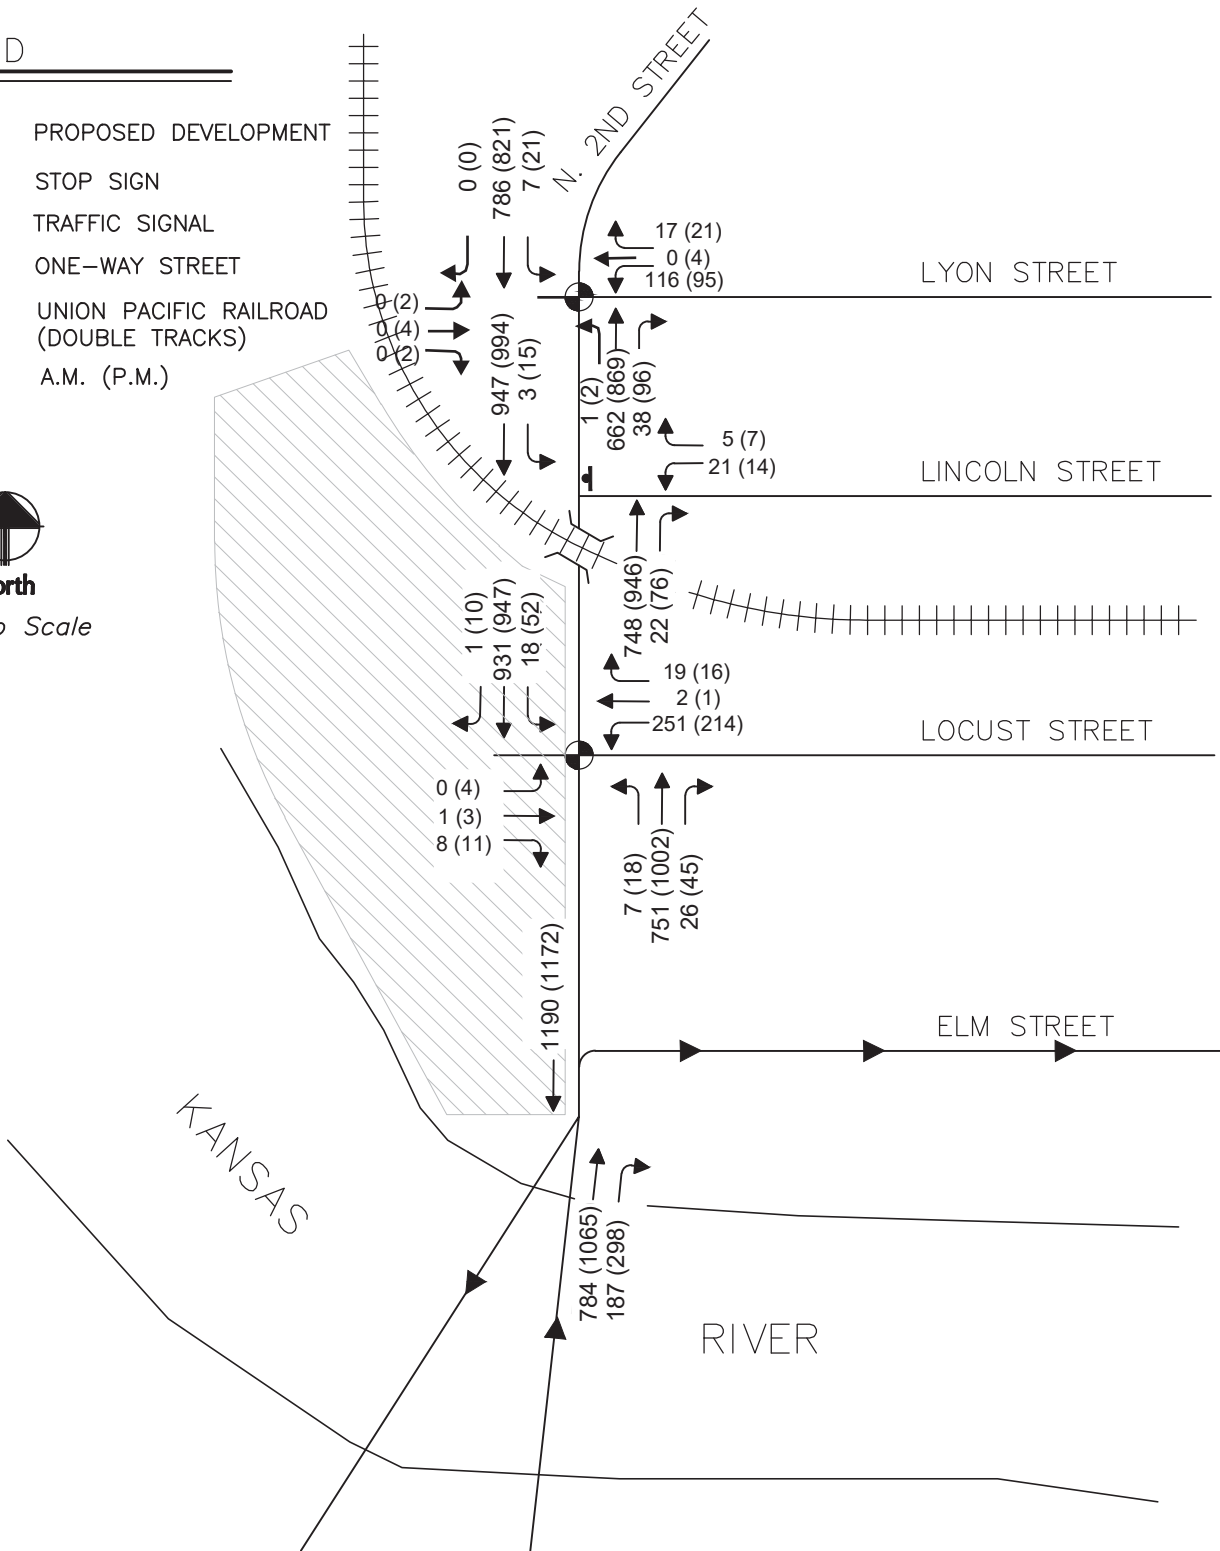 D
PROPOSED DEVELOPMENT
STOP SIGN
TRAFFIC SIGNAL
ONE-WAY STREET
UNION PACIFIC RAILROAD
(DOUBLE TRACKS)
A.M. (P.M.)
orth
Scale
N. 2ND STREET
0 (0)
786 (821)
7 (21)
17 (21)
0 (4)
116 (95)
LYON STREET
0 (2)
0 (4)
0 (2)
947 (994)
3 (15)
1 (2)
662 (869)
38 (96)
5 (7)
21 (14)
LINCOLN STREET
748 (946)
22 (76)
1 (10)
931 (947)
18 (52)
19 (16)
2 (1)
251 (214)
LOCUST STREET
0 (4)
1 (3)
8 (11)
7 (18)
751 (1002)
26 (45)
1190 (1172)
ELM STREET
KANSAS
784 (1065)
187 (298)
RIVER